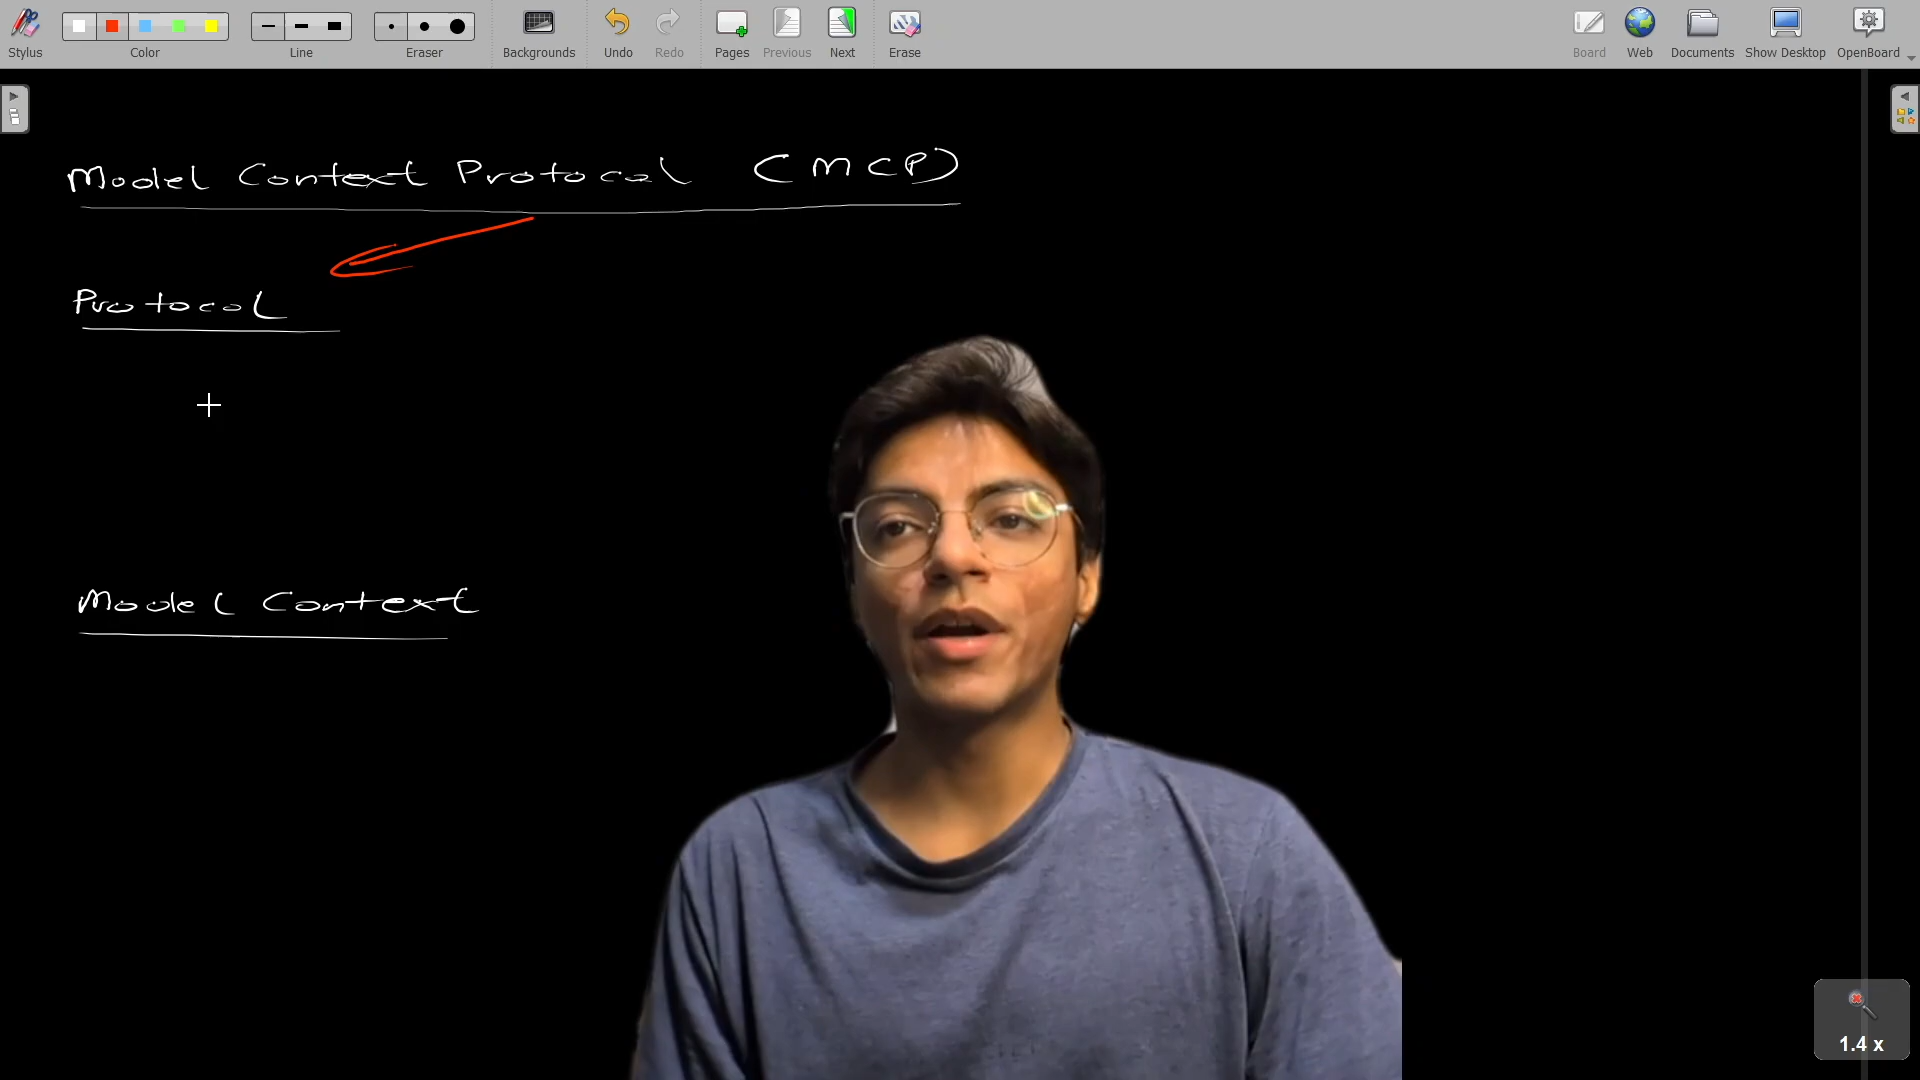 Stylus Color Line Eraser Backgrounds Undo Redo Pages Previous Next Erase Board Web Documents Show Desktop OpenBoard
Model Context Protocol (MCP)
Protocol
Model Context
1.4 x